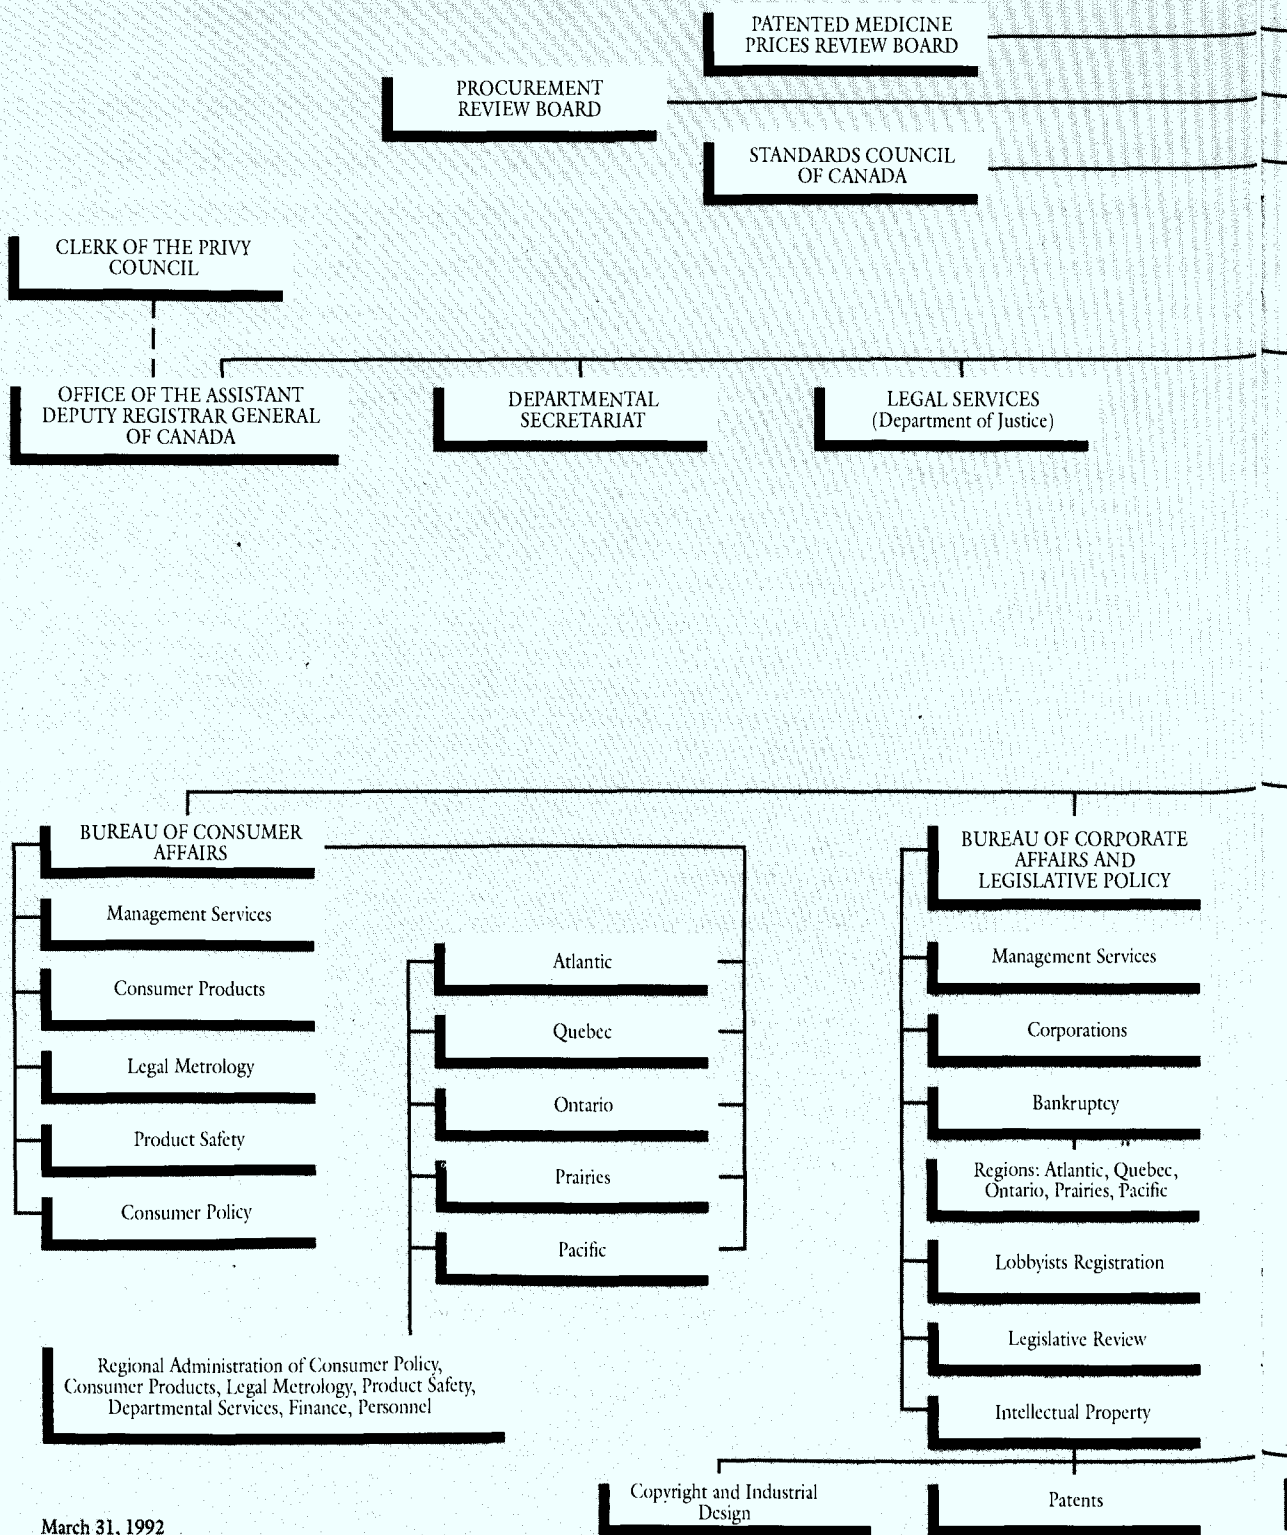 PATENTED MEDICINE
PRICES REVIEW BOARD
PROCUREMENT
REVIEW BOARD
STANDARDS COUNCIL
OF CANADA
CLERK OF THE PRIVY
COUNCIL
OFFICE OF THE ASSISTANT
DEPUTY REGISTRAR GENERAL
OF CANADA
DEPARTMENTAL
SECRETARIAT
LEGAL SERVICES
(Department of Justice)
BUREAU OF CONSUMER
AFFAIRS
Management Services
Consumer Products
Legal Metrology
Product Safety
Consumer Policy
Atlantic
Quebec
Ontario
Prairies
Pacific
Regional Administration of Consumer Policy,
Consumer Products, Legal Metrology, Product Safety,
Departmental Services, Finance, Personnel
BUREAU OF CORPORATE
AFFAIRS AND
LEGISLATIVE POLICY
Management Services
Corporations
Bankruptcy
Regions: Atlantic, Quebec,
Ontario, Prairies, Pacific
Lobbyists Registration
Legislative Review
Intellectual Property
Copyright and Industrial
Design
Patents
March 31, 1992